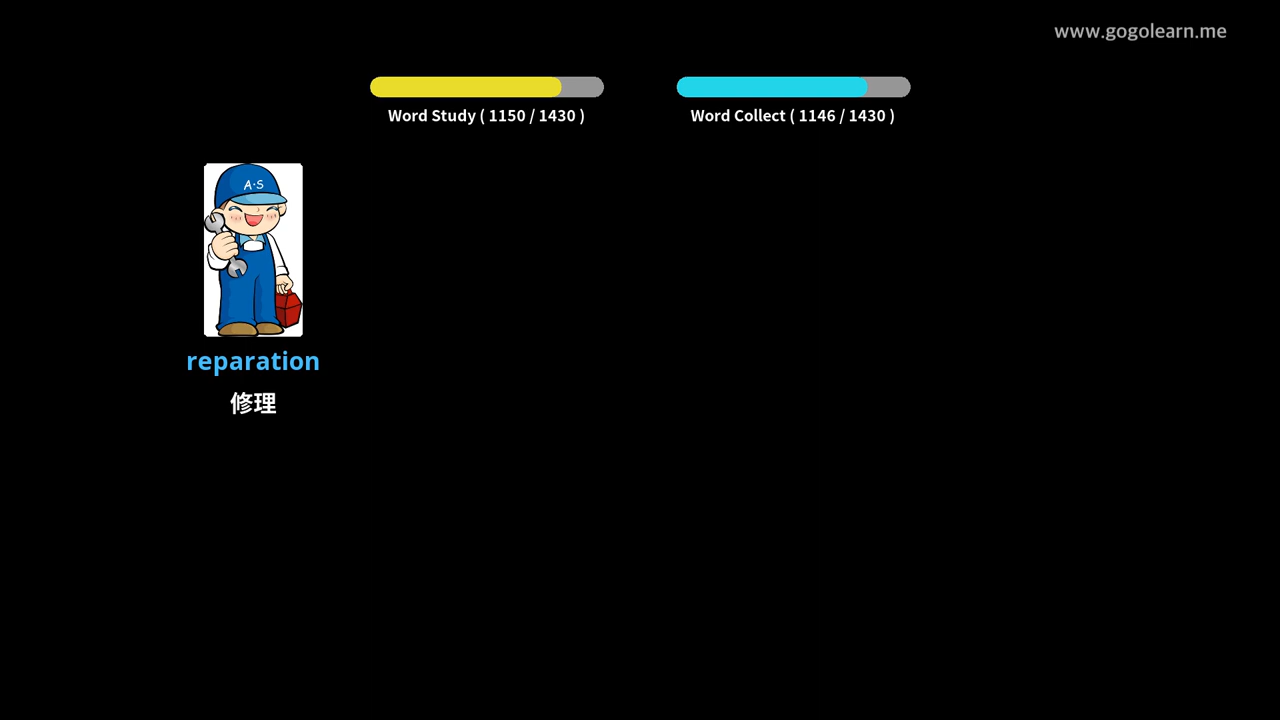 www.gogolearn.me
Word Study ( 1150 / 1430 )
Word Collect ( 1146 / 1430 )
A·S
reparation
修理